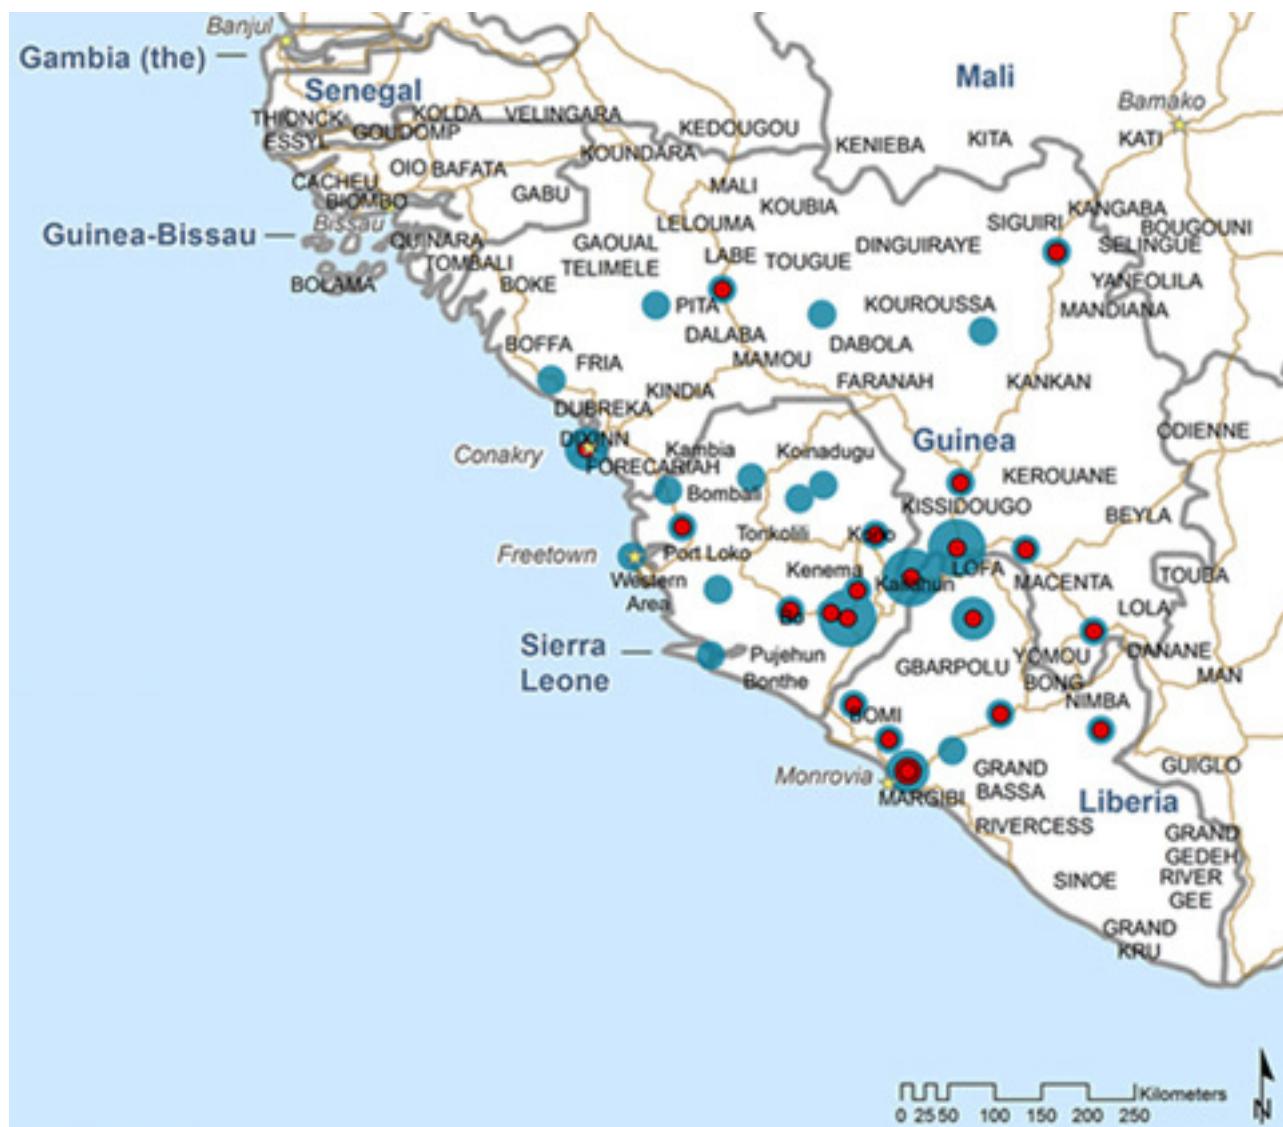 Banjul
Gambia (the)
Senegal
Mali
Bamako
THIONCK-
ESSYL
KOLDA
VELINGARA
GOUDOMP
KEDOUGOU
KENIEBA
KITA
KATI
KOUNDARA
OIO
BAFATA
CACHEU
BIOMBO
GABU
MALI
KOUBIA
KANGABA
BOUGOUNI
Guinea-Bissau
Bissau
QUINARA
LELOUMA
SIGUIRI
SELINGUE
GAOUAL
DINGUIRAYE
TOMBALI
TELIMELE
LABE
TOUGUE
BOLAMA
BOKE
YANFOLILA
PITA
KOUROUSSA
MANDIANA
BOFFA
DALABA
DABOLA
FRIA
MAMOU
KINDIA
FARANAH
KANKAN
DUBREKA
Conakry
DIXINN
Guinea
ODIENNE
FORECARIAH
Kambia
Koinadugu
KEROUANE
Bombali
KISSIDOUGO
BEYLA
Tonkolili
Kono
Freetown
Port Loko
Western
Area
Kenema
Kailahun
LOFA
MACENTA
TOUBA
LOLA
Bo
Sierra
Leone
Pujehun
Bonthe
GBARPOLU
YOMOU
DANANE
BONG
MAN
NIMBA
BOMI
Monrovia
MARGIBI
GRAND
BASSA
GUIGLO
Liberia
RIVERCESS
GRAND
GEDEH
SINOE
RIVER
GEE
GRAND
KRU
Kilometers
0 25 50 100 150 200 250
N